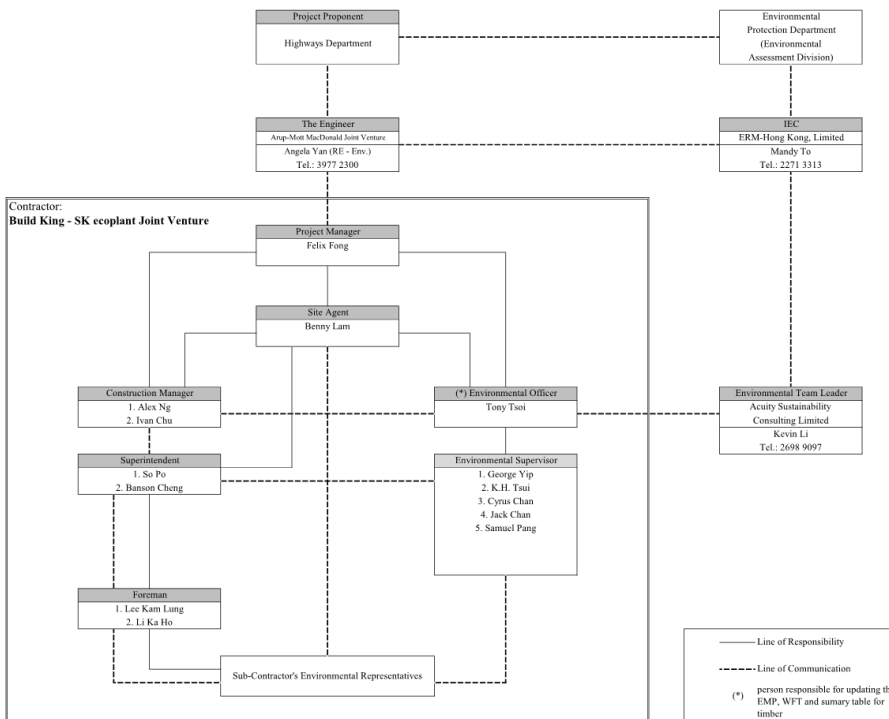 Project Proponent
Highways Department
Environmental
Protection Department
(Environmental
Assessment Division)
The Engineer
Arup-Mott MacDonald Joint Venture
Angela Yan (RE - Env.)
Tel.: 3977 2300
IEC
ERM-Hong Kong, Limited
Mandy To
Tel.: 2271 3313
Contractor:
Build King - SK ecoplant Joint Venture
Project Manager
Felix Fong
Site Agent
Benny Lam
Construction Manager
1. Alex Ng
2. Ivan Chu
(*) Environmental Officer
Tony Tsoi
Environmental Team Leader
Acuity Sustainability
Consulting Limited
Kevin Li
Tel.: 2698 9097
Superintendent
1. So Po
2. Banson Cheng
Environmental Supervisor
1. George Yip
2. K.H. Tsui
3. Cyrus Chan
4. Jack Chan
5. Samuel Pang
Foreman
1. Lee Kam Lung
2. Li Ka Ho
Sub-Contractor's Environmental Representatives
Line of Responsibility
Line of Communication
(*) person responsible for updating th
EMP, WFT and sumary table for
timber